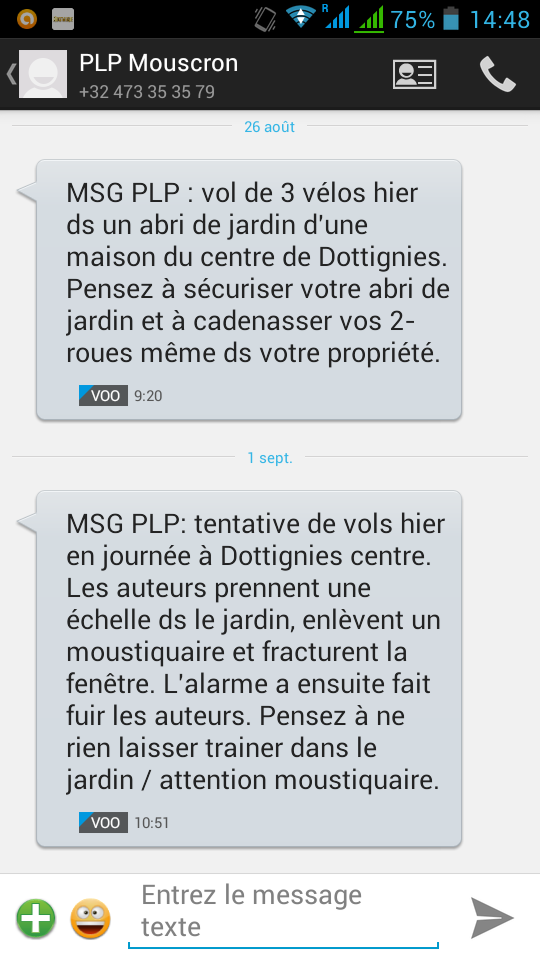 R
75%
14:48
PLP Mouscron
+32 473 35 35 79
26 août
MSG PLP : vol de 3 vélos hier
ds un abri de jardin d'une
maison du centre de Dottignies.
Pensez à sécuriser votre abri de
jardin et à cadenasser vos 2-
roues même ds votre propriété.
VOO 9:20
1 sept.
MSG PLP: tentative de vols hier
en journée à Dottignies centre.
Les auteurs prennent une
échelle ds le jardin, enlèvent un
moustiquaire et fracturent la
fenêtre. L'alarme a ensuite fait
fuir les auteurs. Pensez à ne
rien laisser trainer dans le
jardin / attention moustiquaire.
VOO 10:51
Entrez le message
texte